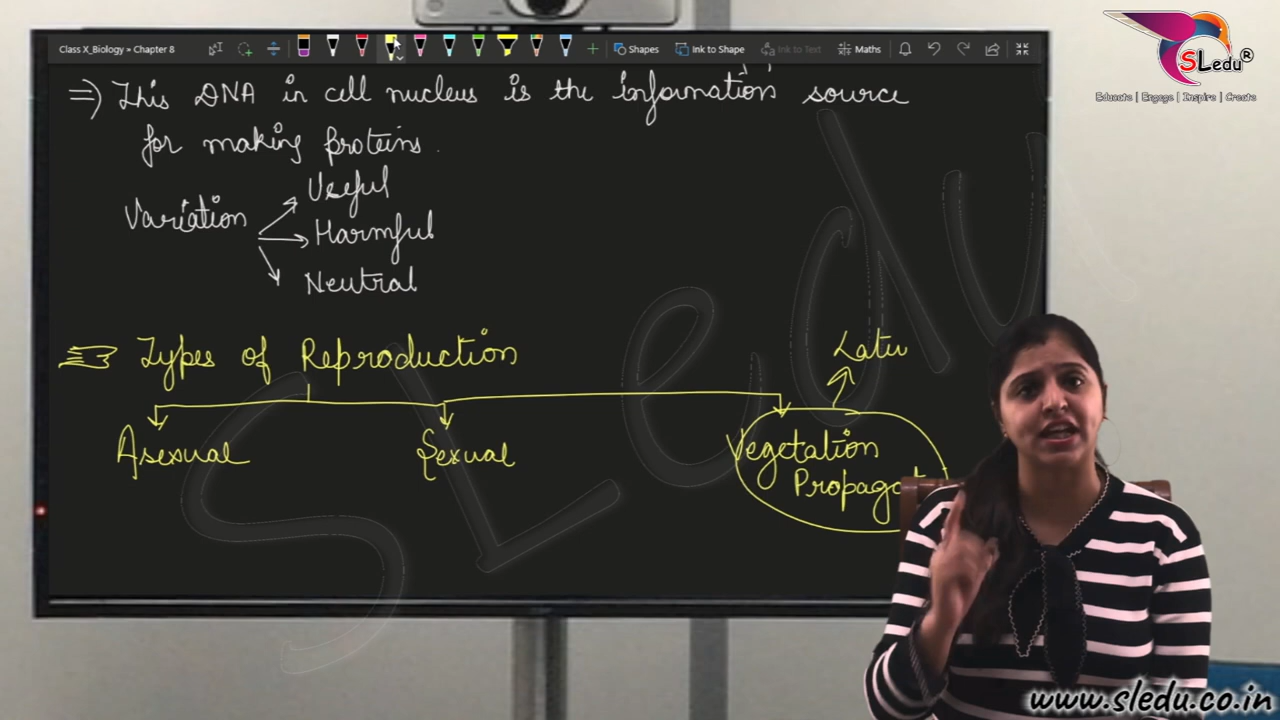 SLedu®
Educate | Engage | Inspire | Create
Class X_Biology » Chapter 8
Shapes
Ink to Shape
Ink to Text
Maths
⇒ This DNA in cell nucleus is the information source
for making proteins.
Variation
Useful
Harmful
Neutral
Types of Reproduction
Later
Asexual
Sexual
Vegetation
Propagat
SLedu
www.sledu.co.in